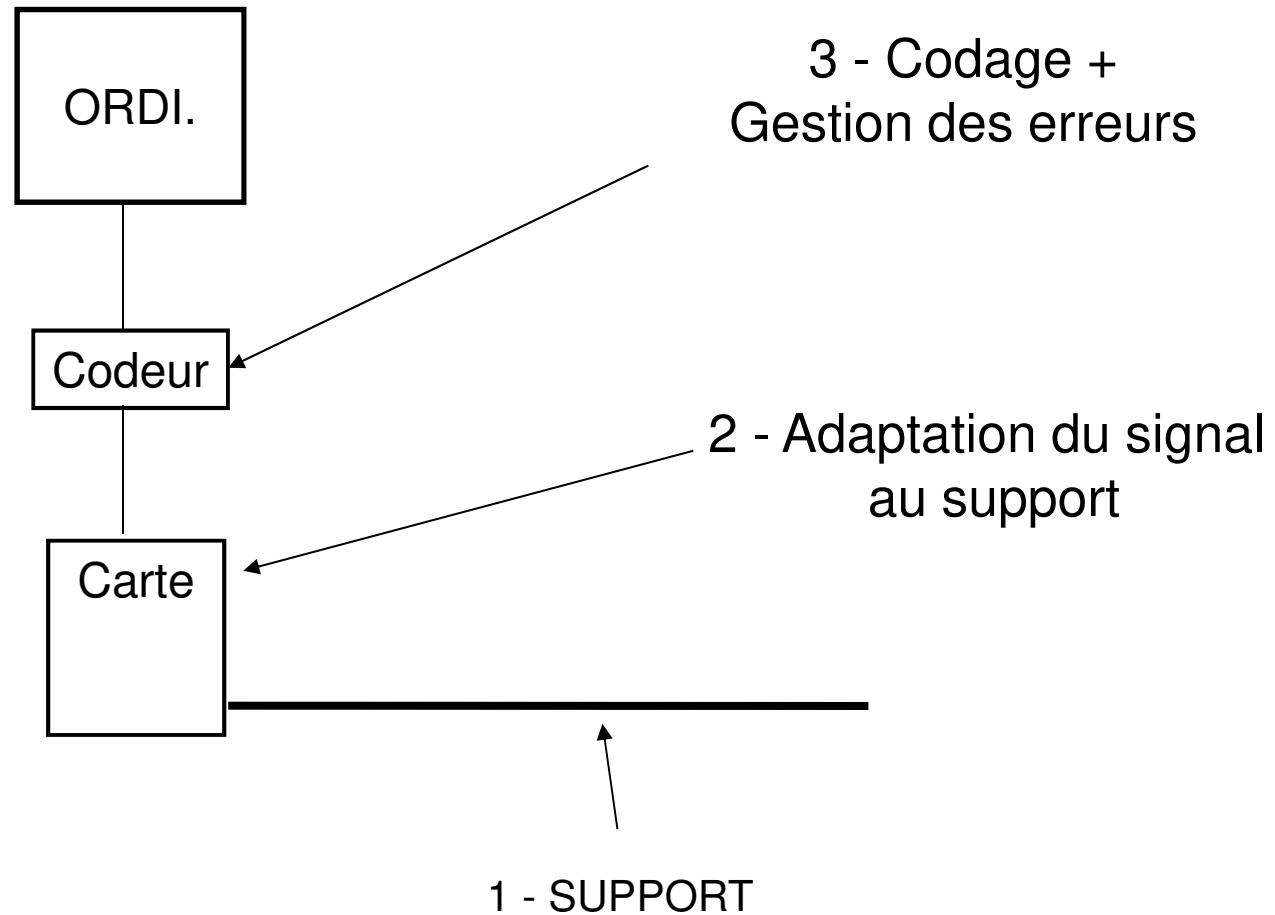 ORDI.
3 - Codage +
Gestion des erreurs
Codeur
2 - Adaptation du signal
au support
Carte
1 - SUPPORT